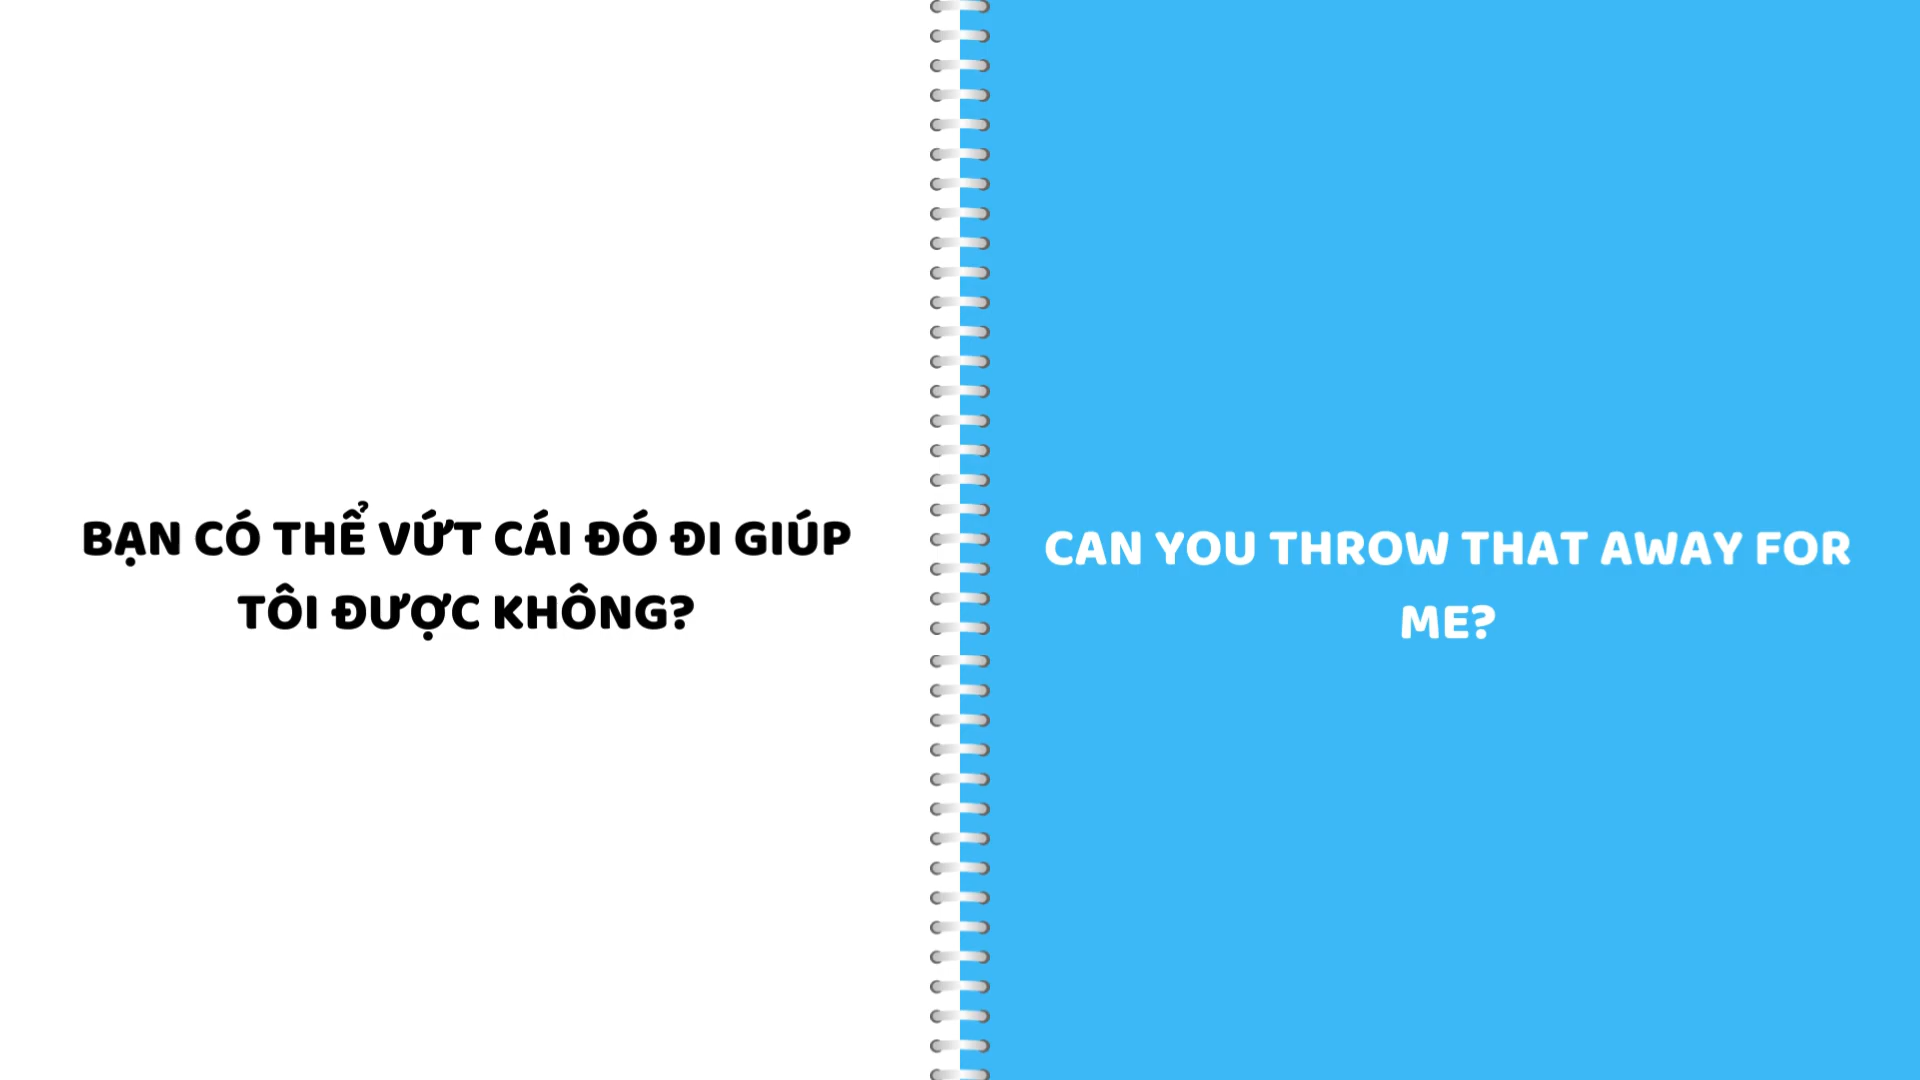 BẠN CÓ THỂ VỨT CÁI ĐÓ ĐI GIÚP
TÔI ĐƯỢC KHÔNG?
CAN YOU THROW THAT AWAY FOR
ME?